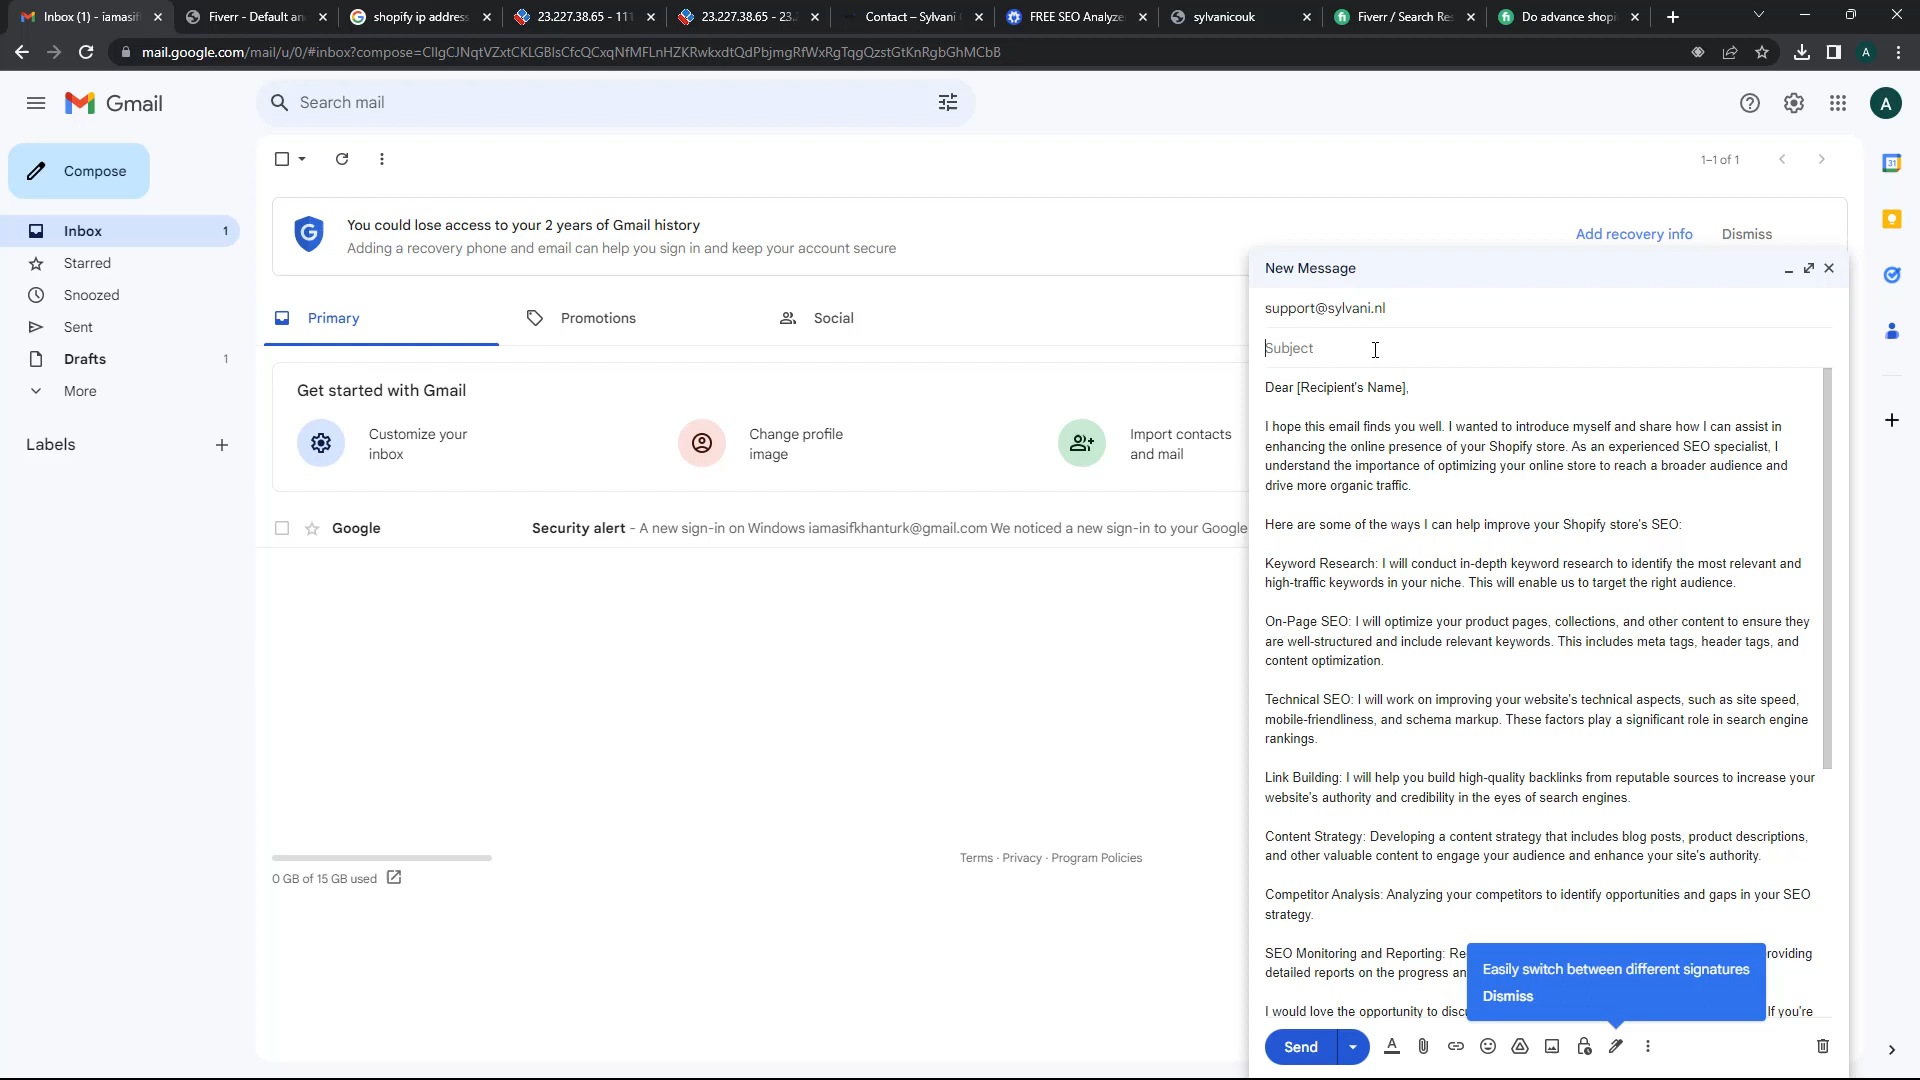 Inbox (1) - iamasif
Fiverr - Default an
shopify ip address
23.227.38.65 - 111
23.227.38.65 - 23.
Contact – Sylvani
FREE SEO Analyze
sylvanicouk
Fiverr / Search Res
Do advance shopi
mail.google.com/mail/u/0/#inbox?compose=CllgCJNqtVZxtCKLGBlsCfcQCxqNfMFLnHZKRwkxdtQdPbjmgRfWxRgTqgQzstGtKnRgbGhMCbB
A
Gmail
Search mail
A
Compose
1–1 of 1
31
Inbox 1
Starred
Snoozed
Sent
Drafts 1
More
Labels
G
You could lose access to your 2 years of Gmail history
Adding a recovery phone and email can help you sign in and keep your account secure
Add recovery info
Dismiss
Primary
Promotions
Social
Get started with Gmail
Customize your
inbox
Change profile
image
Import contacts
and mail
Google
Security alert - A new sign-in on Windows iamasifkhanturk@gmail.com We noticed a new sign-in to your Google
0 GB of 15 GB used
Terms · Privacy · Program Policies
New Message
support@sylvani.nl
Subject
Dear [Recipient's Name],
I hope this email finds you well. I wanted to introduce myself and share how I can assist in
enhancing the online presence of your Shopify store. As an experienced SEO specialist, I
understand the importance of optimizing your online store to reach a broader audience and
drive more organic traffic.
Here are some of the ways I can help improve your Shopify store's SEO:
Keyword Research: I will conduct in-depth keyword research to identify the most relevant and
high-traffic keywords in your niche. This will enable us to target the right audience.
On-Page SEO: I will optimize your product pages, collections, and other content to ensure they
are well-structured and include relevant keywords. This includes meta tags, header tags, and
content optimization.
Technical SEO: I will work on improving your website's technical aspects, such as site speed,
mobile-friendliness, and schema markup. These factors play a significant role in search engine
rankings.
Link Building: I will help you build high-quality backlinks from reputable sources to increase your
website's authority and credibility in the eyes of search engines.
Content Strategy: Developing a content strategy that includes blog posts, product descriptions,
and other valuable content to engage your audience and enhance your site's authority.
Competitor Analysis: Analyzing your competitors to identify opportunities and gaps in your SEO
strategy.
SEO Monitoring and Reporting: Re roviding
detailed reports on the progress an
I would love the opportunity to disc If you're
Easily switch between different signatures
Dismiss
Send